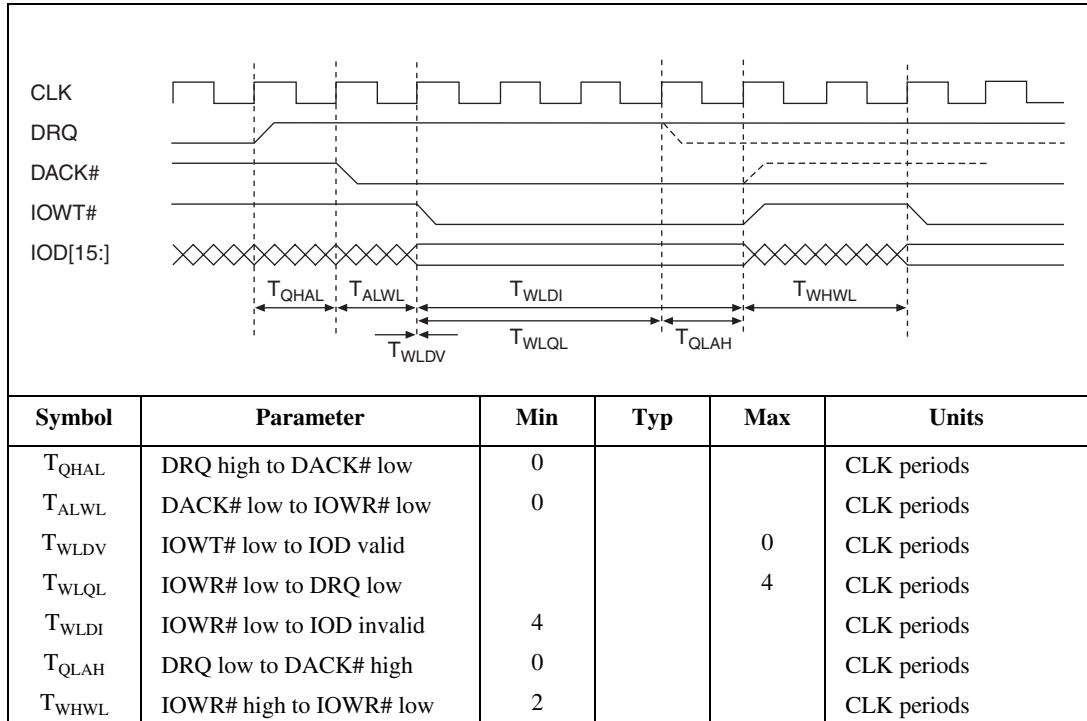 CLK
DRQ
DACK#
IOWT#
IOD[15:]
TQHAL TALWL TWLDI TWHWL
TWLDV TWLQL TQLAH
Symbol Parameter Min Typ Max Units
TQHAL DRQ high to DACK# low 0 CLK periods
TALWL DACK# low to IOWR# low 0 CLK periods
TWLDV IOWT# low to IOD valid 0 CLK periods
TWLQL IOWR# low to DRQ low 4 CLK periods
TWLDI IOWR# low to IOD invalid 4 CLK periods
TQLAH DRQ low to DACK# high 0 CLK periods
TWHWL IOWR# high to IOWR# low 2 CLK periods